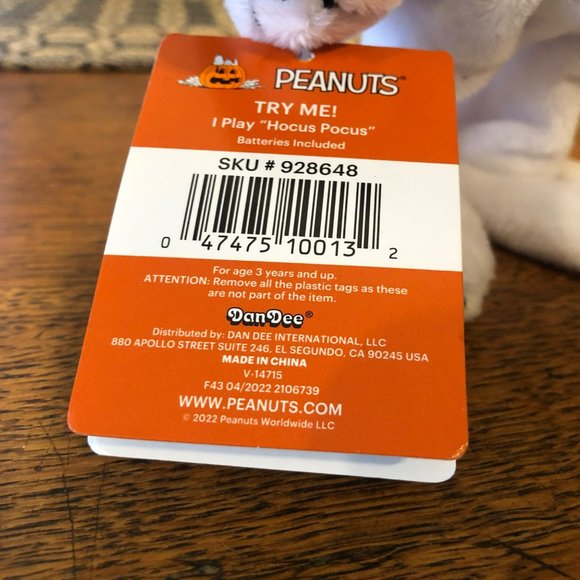 PEANUTS®
TRY ME!
I Play "Hocus Pocus"
Batteries Included
SKU # 928648
0 47475 10013 2
For age 3 years and up.
ATTENTION: Remove all the plastic tags as these
are not part of the item.
DanDee®
Distributed by: DAN DEE INTERNATIONAL, LLC
880 APOLLO STREET SUITE 246. EL SEGUNDO, CA 90245 USA
MADE IN CHINA
V-14715
F43 04/2022 2106739
WWW.PEANUTS.COM
© 2022 Peanuts Worldwide LLC